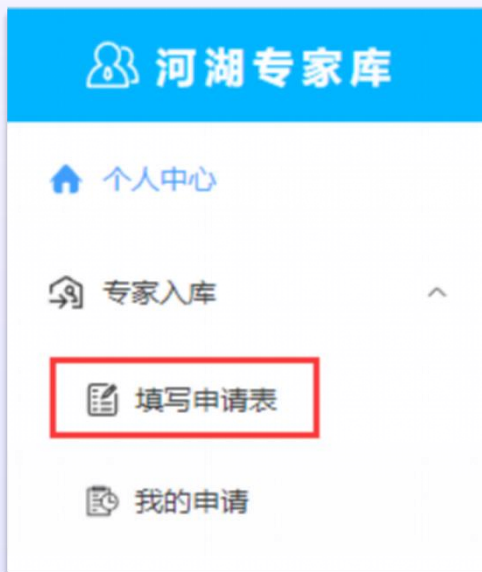 河湖专家库
个人中心
专家入库
填写申请表
我的申请